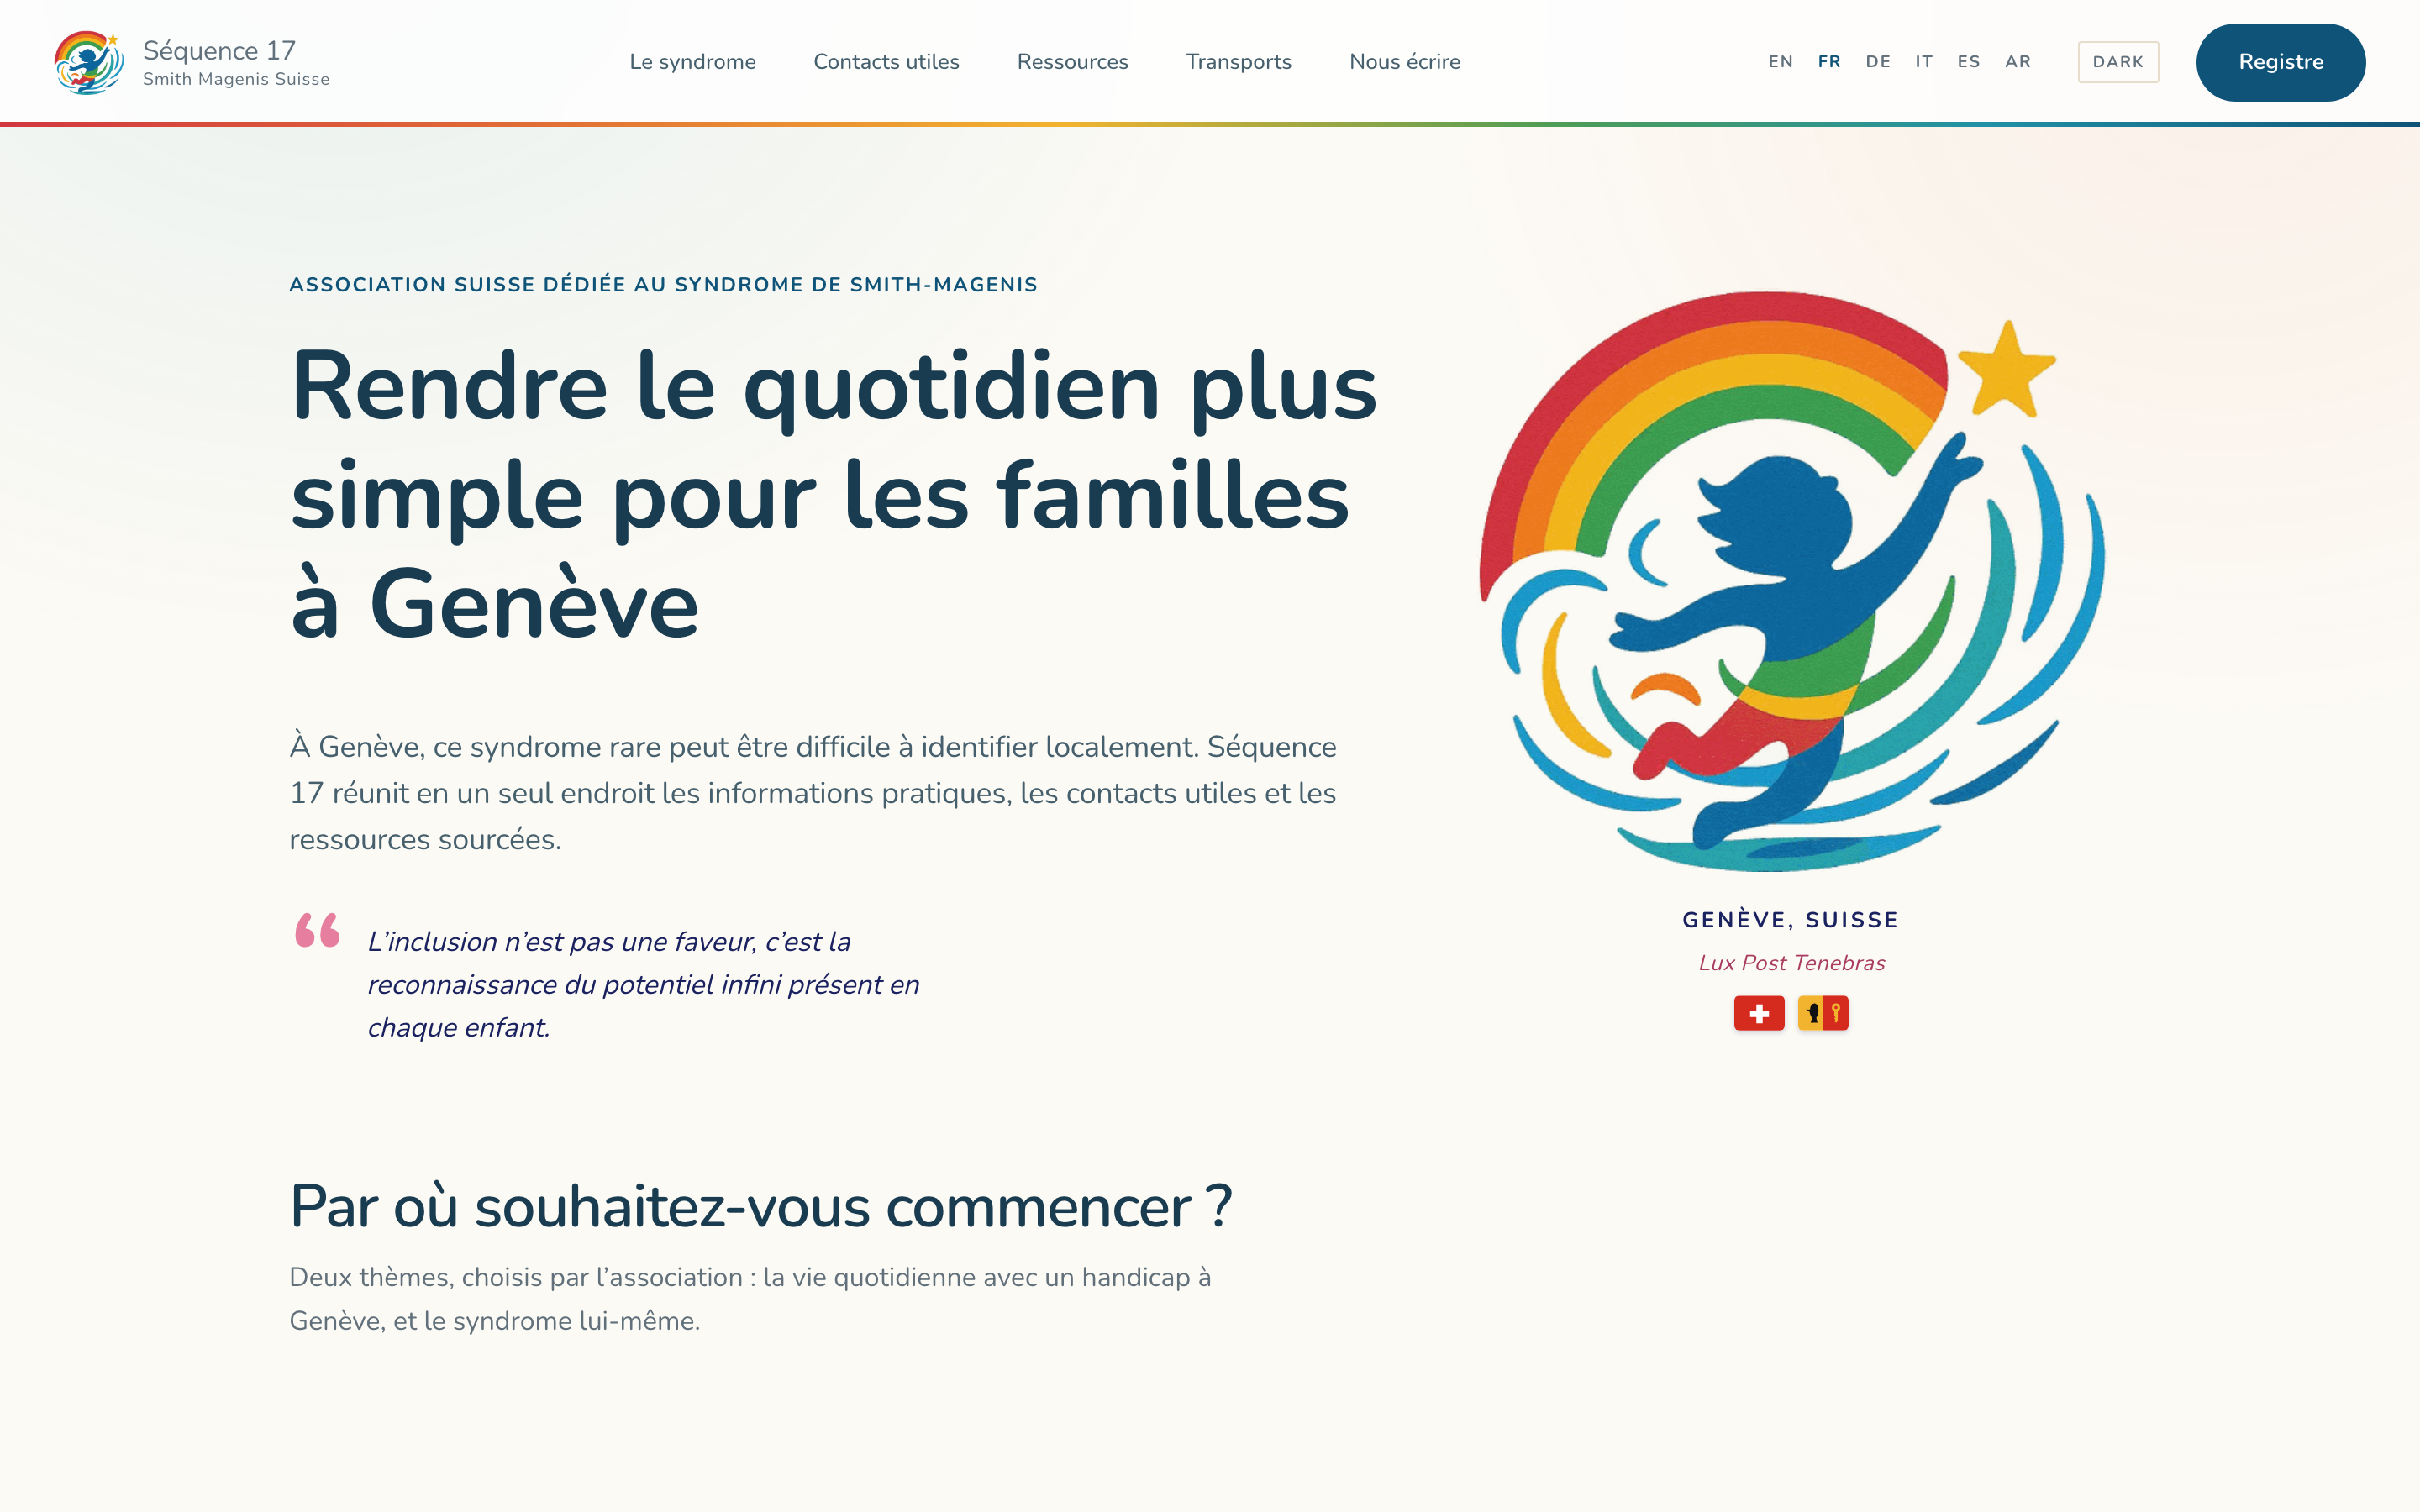 Séquence 17
Smith Magenis Suisse
Le syndrome
Contacts utiles
Ressources
Transports
Nous écrire
EN FR DE IT ES AR
DARK
Registre
ASSOCIATION SUISSE DÉDIÉE AU SYNDROME DE SMITH-MAGENIS
Rendre le quotidien plus
simple pour les familles
à Genève
À Genève, ce syndrome rare peut être difficile à identifier localement. Séquence
17 réunit en un seul endroit les informations pratiques, les contacts utiles et les
ressources sourcées.
“ L’inclusion n’est pas une faveur, c’est la
reconnaissance du potentiel infini présent en
chaque enfant.
GENÈVE, SUISSE
Lux Post Tenebras
Par où souhaitez-vous commencer ?
Deux thèmes, choisis par l’association : la vie quotidienne avec un handicap à
Genève, et le syndrome lui-même.